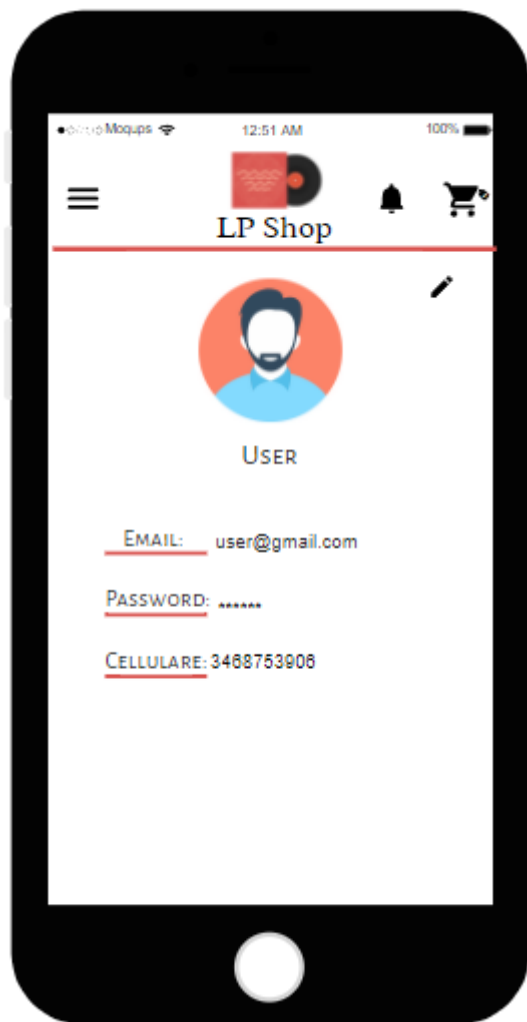 Moqups 12:51 AM 100%
LP Shop
User
Email: user@gmail.com
Password: ******
Cellulare: 3468753906